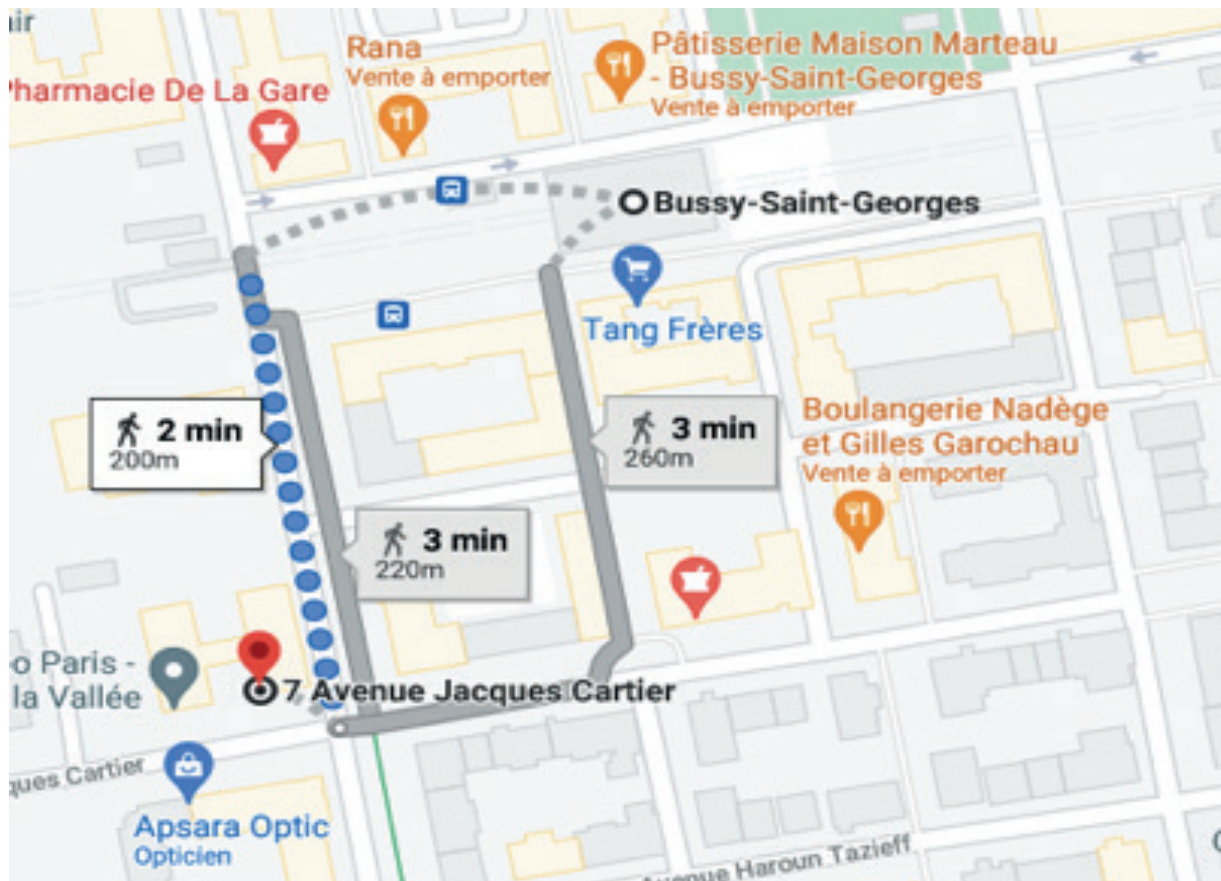 air
Rana
Vente à emporter
Pharmacie De La Gare
Pâtisserie Maison Marteau
- Bussy-Saint-Georges
Vente à emporter
Bussy-Saint-Georges
Tang Frères
2 min
200m
3 min
260m
Boulangerie Nadège
et Gilles Garochau
Vente à emporter
3 min
220m
o Paris -
la Vallée
7 Avenue Jacques Cartier
ques Cartier
Apsara Optic
Opticien
Avenue Haroun Tazieff